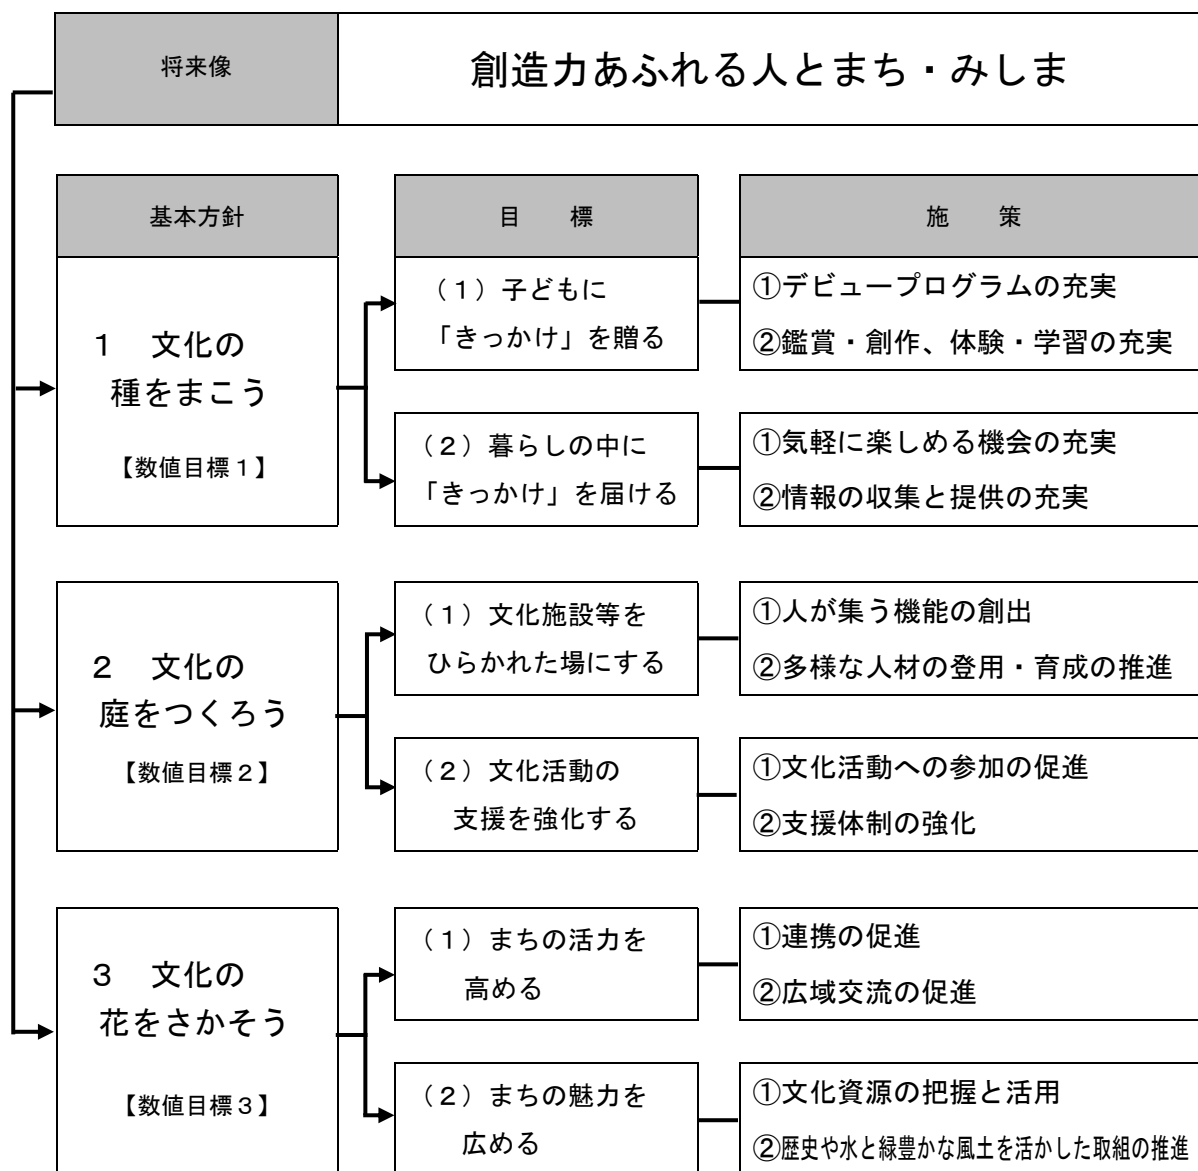 将来像
創造力あふれる人とまち・みしま
基本方針
目　標
施　策
１　文化の
種をまこう
【数値目標１】
（１）子どもに
「きっかけ」を贈る
①デビュープログラムの充実
②鑑賞・創作、体験・学習の充実
（２）暮らしの中に
「きっかけ」を届ける
①気軽に楽しめる機会の充実
②情報の収集と提供の充実
２　文化の
庭をつくろう
【数値目標２】
（１）文化施設等を
ひらかれた場にする
①人が集う機能の創出
②多様な人材の登用・育成の推進
（２）文化活動の
支援を強化する
①文化活動への参加の促進
②支援体制の強化
３　文化の
花をさかそう
【数値目標３】
（１）まちの活力を
高める
①連携の促進
②広域交流の促進
（２）まちの魅力を
広める
①文化資源の把握と活用
②歴史や水と緑豊かな風土を活かした取組の推進